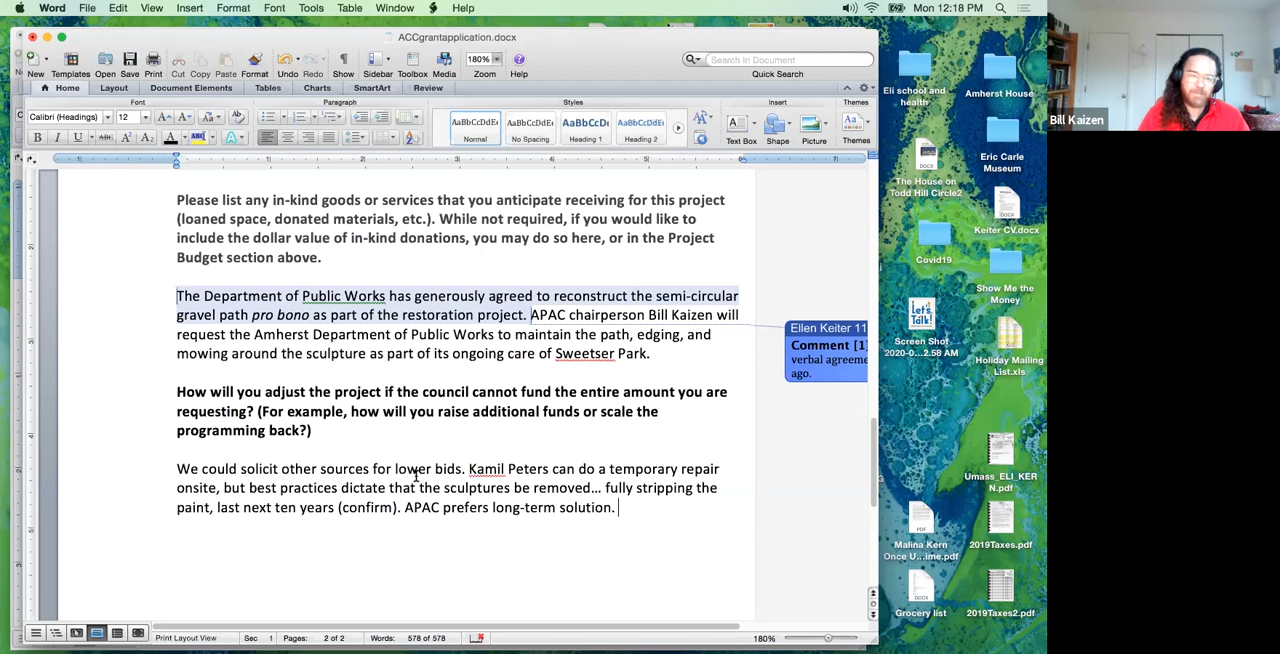 Word File Edit View Insert Format Font Tools Table Window Help
Mon 12:18 PM
ACCgrantapplication.docx
New Templates Open Save Print Cut Copy Paste Format Undo Redo Show Sidebar Toolbox Media Zoom Help
180%
Search in Document
Quick Search
Home Layout Document Elements Tables Charts SmartArt Review
Font Paragraph Styles Insert Themes
Calibri (Headings) 12
Normal No Spacing Heading 1 Heading 2 Text Box Shape Picture Themes
Please list any in-kind goods or services that you anticipate receiving for this project
(loaned space, donated materials, etc.). While not required, if you would like to
include the dollar value of in-kind donations, you may do so here, or in the Project
Budget section above.
The Department of Public Works has generously agreed to reconstruct the semi-circular
gravel path pro bono as part of the restoration project. APAC chairperson Bill Kaizen will
request the Amherst Department of Public Works to maintain the path, edging, and
mowing around the sculpture as part of its ongoing care of Sweetser Park.
How will you adjust the project if the council cannot fund the entire amount you are
requesting? (For example, how will you raise additional funds or scale the
programming back?)
We could solicit other sources for lower bids. Kamil Peters can do a temporary repair
onsite, but best practices dictate that the sculptures be removed... fully stripping the
paint, last next ten years (confirm). APAC prefers long-term solution.
Ellen Keiter 11
Comment [1]
verbal agreeme
ago.
Print Layout View Sec 1 Pages: 2 of 2 Words: 578 of 578 180%
Eli school and
health
Amherst House
The House on
Todd Hill Circle2
Eric Carle
Museum
Keiter CV.docx
Covid19
Show Me the
Money
Let's
Talk!
Screen Shot
2020-0...2.58 AM
Holiday Mailing
List.xls
Umass_ELI_KER
N.pdf
Malina Kern
Once U...ime.pdf
2019Taxes.pdf
Grocery list
2019Taxes2.pdf
Bill Kaizen